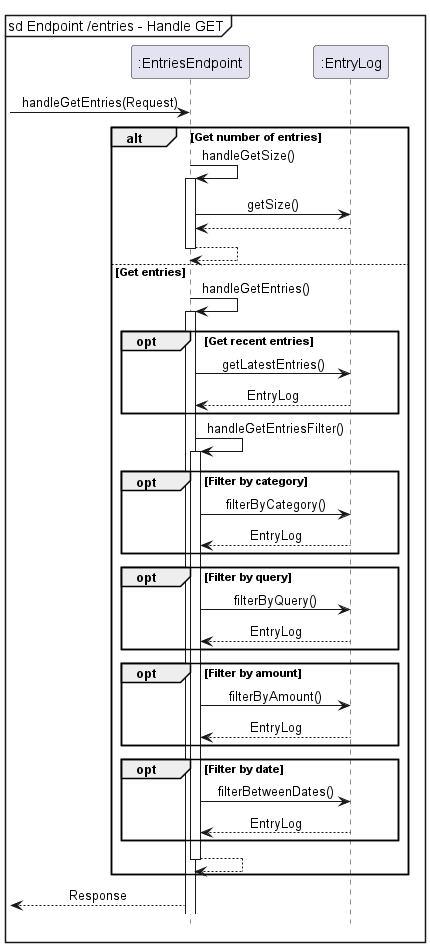 sd Endpoint /entries - Handle GET
:EntriesEndpoint
:EntryLog
handleGetEntries(Request)
alt
[Get number of entries]
handleGetSize()
getSize()
[Get entries]
handleGetEntries()
opt
[Get recent entries]
getLatestEntries()
EntryLog
handleGetEntriesFilter()
opt
[Filter by category]
filterByCategory()
EntryLog
opt
[Filter by query]
filterByQuery()
EntryLog
opt
[Filter by amount]
filterByAmount()
EntryLog
opt
[Filter by date]
filterBetweenDates()
EntryLog
Response